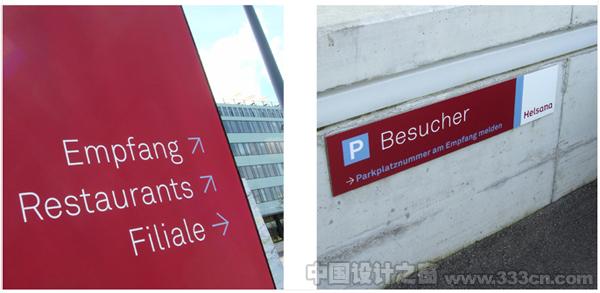 Empfang ↗
Restaurants ↗
Filiale →
P Besucher
→ Parkplatznummer am Empfang melden
Helsana
中国设计之窗 www.333cn.com